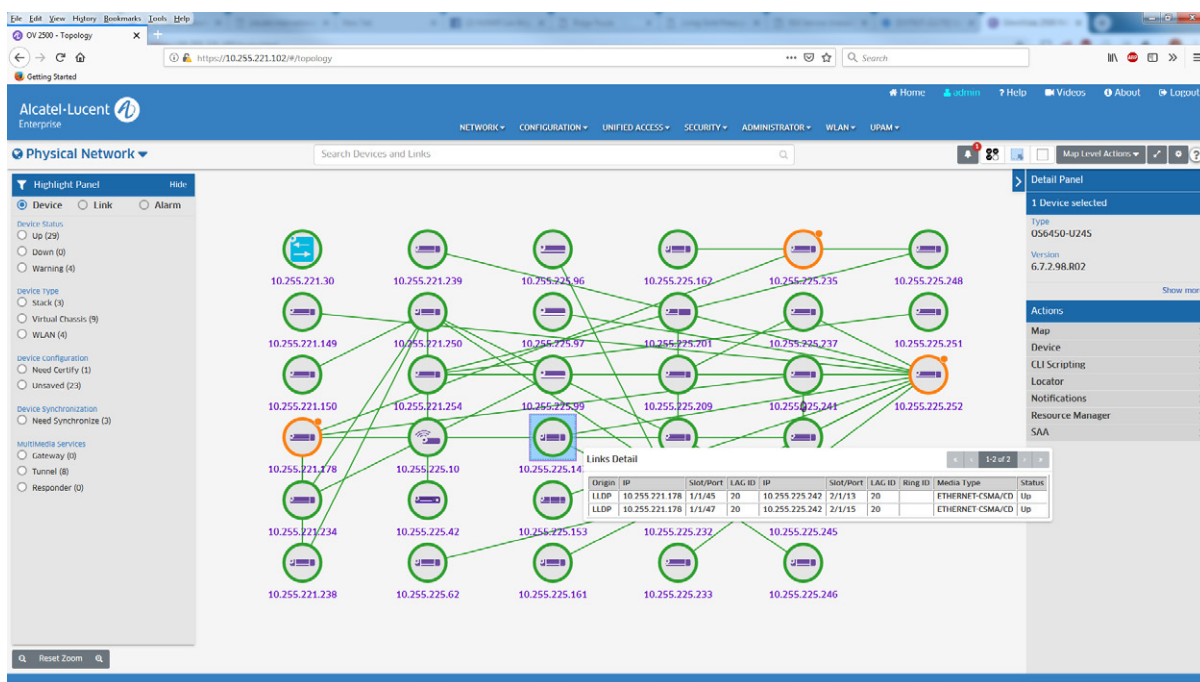 File Edit View History Bookmarks Tools Help
OV 2500 - Topology
https://10.255.221.102/#/topology
Search
Getting Started
Home admin ? Help Videos About Logout
Alcatel·Lucent
Enterprise
NETWORK CONFIGURATION UNIFIED ACCESS SECURITY ADMINISTRATOR WLAN UPAM
Physical Network
Search Devices and Links
1
Map Level Actions
?
Highlight Panel Hide
Device Link Alarm
Device Status
Up (29)
Down (0)
Warning (4)
Device Type
Stack (3)
Virtual Chassis (9)
WLAN (4)
Device Configuration
Need Certify (1)
Unsaved (23)
Device Synchronization
Need Synchronize (3)
MultiMedia Services
Gateway (0)
Tunnel (8)
Responder (0)
Reset Zoom
10.255.221.30 10.255.221.239 10.255.225.96 10.255.225.162 10.255.225.235 10.255.225.248
10.255.221.149 10.255.221.250 10.255.225.97 10.255.225.201 10.255.225.237 10.255.225.251
10.255.221.150 10.255.221.254 10.255.225.99 10.255.225.209 10.255.225.241 10.255.225.252
10.255.221.178 10.255.225.10 10.255.225.14
10.255.221.234 10.255.225.42 10.255.225.153 10.255.225.232 10.255.225.245
10.255.221.238 10.255.225.62 10.255.225.161 10.255.225.233 10.255.225.246
Links Detail
1-2 of 2
Origin IP Slot/Port LAG ID IP Slot/Port LAG ID Ring ID Media Type Status
LLDP 10.255.221.178 1/1/45 20 10.255.225.242 2/1/13 20 ETHERNET-CSMA/CD Up
LLDP 10.255.221.178 1/1/47 20 10.255.225.242 2/1/15 20 ETHERNET-CSMA/CD Up
Detail Panel
1 Device selected
Type
OS6450-U24S
Version
6.7.2.98.R02
Show more
Actions
Map
Device
CLI Scripting
Locator
Notifications
Resource Manager
SAA